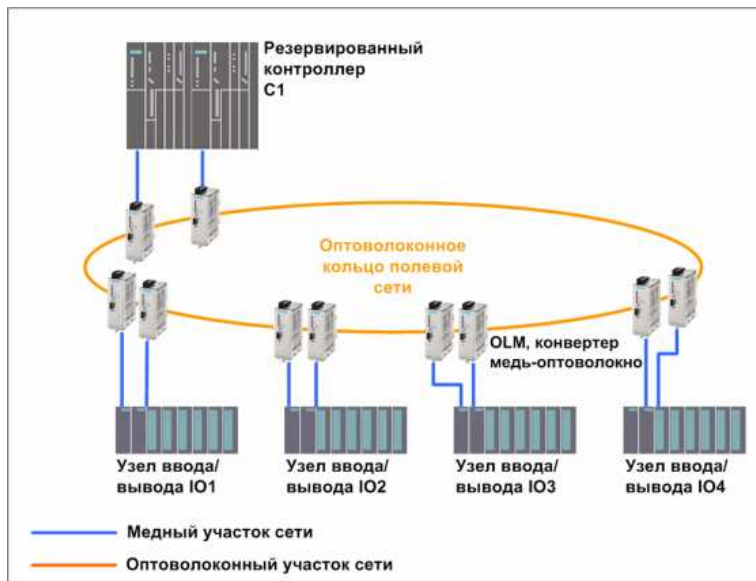 Резервированный
контроллер
C1
Оптоволоконное
кольцо полевой
сети
OLM, конвертер
медь-оптоволокно
Узел ввода/
вывода IO1
Узел ввода/
вывода IO2
Узел ввода/
вывода IO3
Узел ввода/
вывода IO4
Медный участок сети
Оптоволоконный участок сети